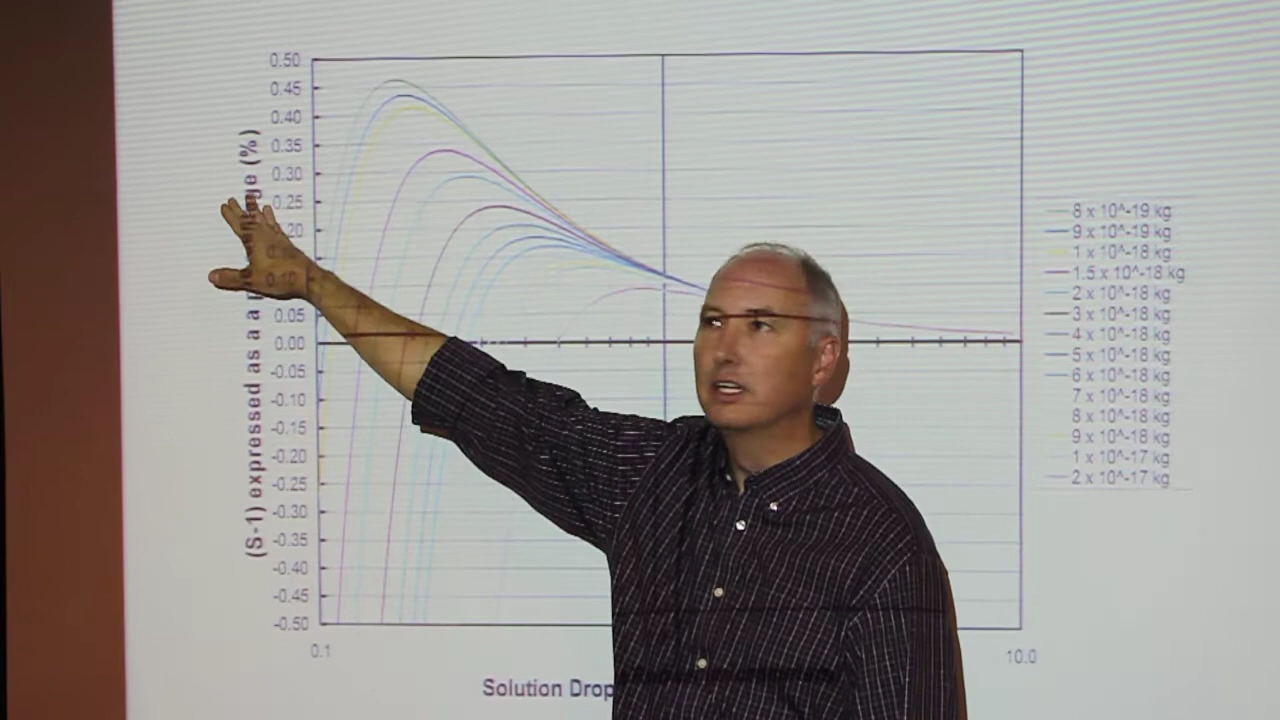 0.50
0.45
0.40
0.35
0.30
0.25
0.20
0.10
0.05
0.00
-0.05
-0.10
-0.15
-0.20
-0.25
-0.30
-0.35
-0.40
-0.45
-0.50
(S-1) expressed as a (%)
0.1
10.0
Solution Drop
8 x 10^-19 kg
9 x 10^-19 kg
1 x 10^-18 kg
1.5 x 10^-18 kg
2 x 10^-18 kg
3 x 10^-18 kg
4 x 10^-18 kg
5 x 10^-18 kg
6 x 10^-18 kg
7 x 10^-18 kg
8 x 10^-18 kg
9 x 10^-18 kg
1 x 10^-17 kg
2 x 10^-17 kg